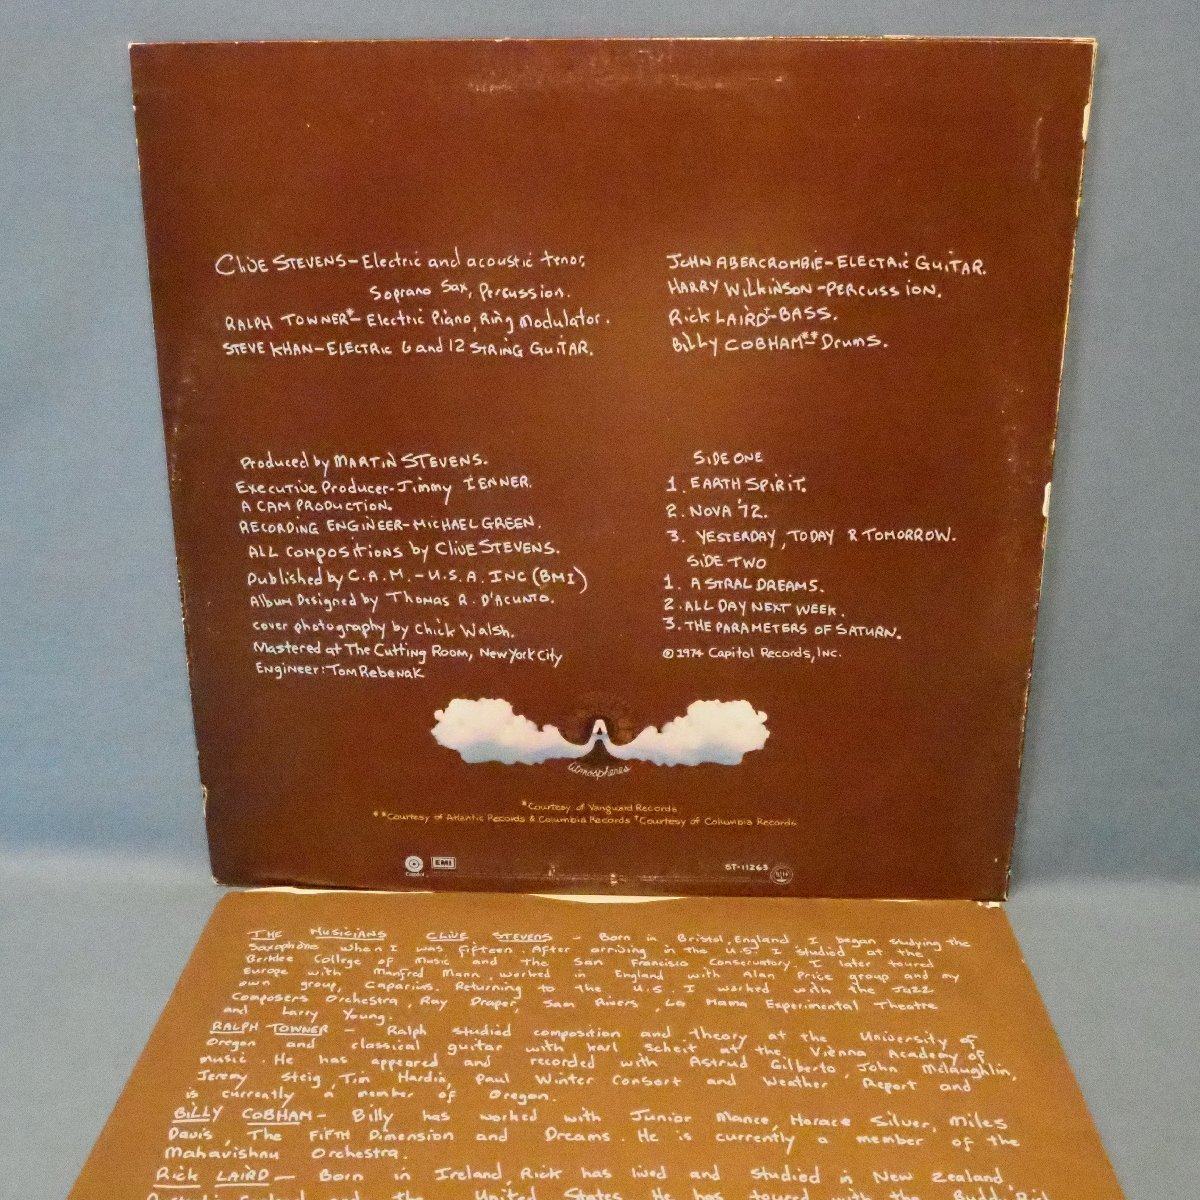 Clive Stevens-Electric and acoustic tenor,
Soprano Sax, Percussion.
Ralph Towner*-Electric Piano, Ring Modulator.
Steve Khan-Electric 6 and 12 String Guitar.
John Abercrombie-Electric Guitar.
Harry Wilkinson-Percussion.
Rick Laird†-Bass.
Billy Cobham**-Drums.
Produced by Martin Stevens.
Executive Producer-Jimmy Ienner.
A CAM Production.
Recording Engineer-Michael Green.
All compositions by Clive Stevens.
Published by C.A.M.-U.S.A. Inc (BMI)
Album Designed by Thomas R. D'Acunto.
Cover photography by Chick Walsh.
Mastered at The Cutting Room, New York City
Engineer: Tom Rebenak
Side One
1. Earth Spirit.
2. Nova '72.
3. Yesterday, Today & Tomorrow.
Side Two
1. Astral Dreams.
2. All Day Next Week.
3. The Parameters of Saturn.
©1974 Capitol Records, Inc.
A
Atmospheres
*Courtesy of Vanguard Records
**Courtesy of Atlantic Records & Columbia Records †Courtesy of Columbia Records
Capitol
EMI
ST-11263
The Musicians Clive Stevens - Born in Bristol, England, I began studying the
Saxophone when I was fifteen After arriving in the U.S. I studied at the
Berklee College of Music and the San Francisco Conservatory. I later toured
Europe with Manfred Mann, worked in England with Alan Price group and my
own group, Caparius. Returning to the U.S. I worked with the Jazz
Composers Orchestra, Ray Draper, Sam Rivers, La Mama Experimental Theatre
and Larry Young.
Ralph Towner - Ralph studied composition and theory at the University of
Oregon and classical guitar with Karl Scheit at the Vienna Academy of
music. He has appeared and recorded with Astrud Gilberto, John McLaughlin,
Jeremy Steig, Tim Hardin, Paul Winter Consort and Weather Report and
is currently a member of Oregon.
Billy Cobham- Billy has worked with Junior Mance, Horace Silver, Miles
Davis, The Fifth Dimension and Dreams. He is currently a member of the
Mahavishnu Orchestra.
Rick Laird- Born in Ireland, Rick has lived and studied in New Zealand,
England and the United States. He has toured with the Buddy